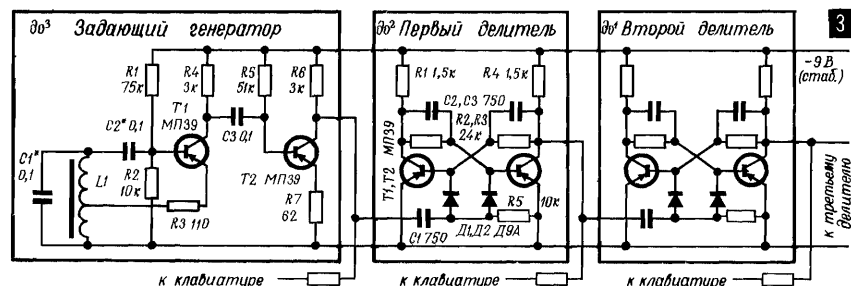 до³ Задающий генератор
R1
75к
R4
3к
R5
51к
R6
3к
T1
МП39
C2* 0,1
C3 0,1
C1*
0,1
L1
R2
10к
R3 110
T2 МП39
R7
62
к клавиатуре
до² Первый делитель
R1 1,5к
R4 1,5к
C2, C3 750
R2, R3
24к
T1, T2 МП39
R5
10к
C1 750
Д1, Д2 Д9А
к клавиатуре
до¹ Второй делитель
к клавиатуре
3
-9 В
(стаб.)
к третьему
делителю